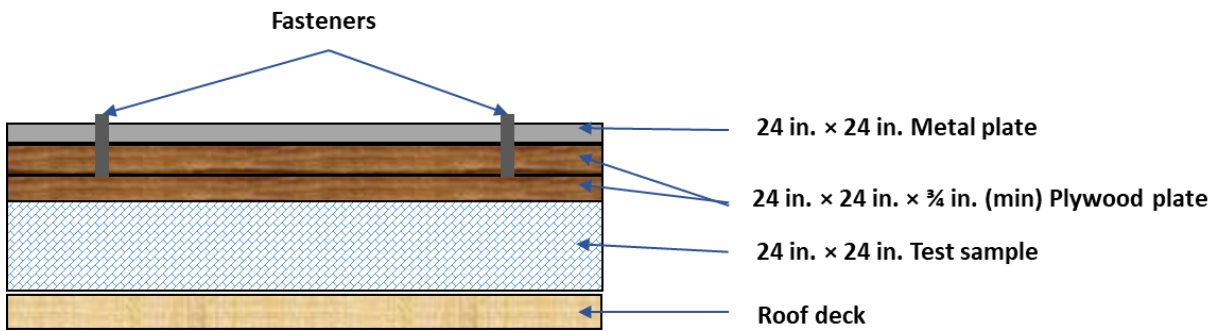 Fasteners
24 in. × 24 in. Metal plate
24 in. × 24 in. × ¾ in. (min) Plywood plate
24 in. × 24 in. Test sample
Roof deck